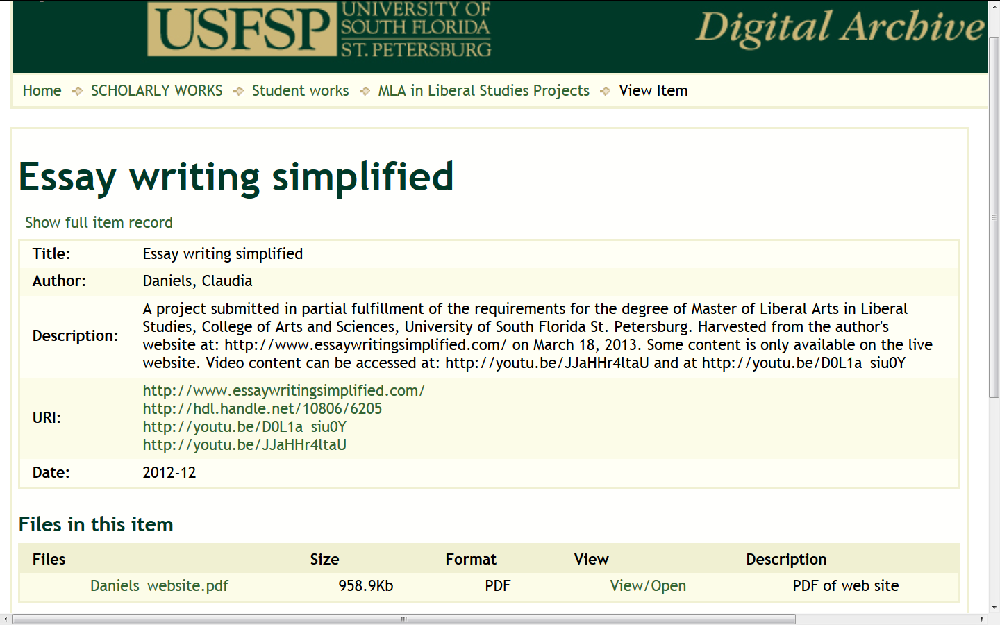 USFSP UNIVERSITY OF
SOUTH FLORIDA
ST. PETERSBURG
Digital Archive
Home SCHOLARLY WORKS Student works MLA in Liberal Studies Projects View Item
Essay writing simplified
Show full item record
Title: Essay writing simplified
Author: Daniels, Claudia
Description: A project submitted in partial fulfillment of the requirements for the degree of Master of Liberal Arts in Liberal
Studies, College of Arts and Sciences, University of South Florida St. Petersburg. Harvested from the author's
website at: http://www.essaywritingsimplified.com/ on March 18, 2013. Some content is only available on the live
website. Video content can be accessed at: http://youtu.be/JJaHHr4ltaU and at http://youtu.be/D0L1a_siu0Y
URI: http://www.essaywritingsimplified.com/
http://hdl.handle.net/10806/6205
http://youtu.be/D0L1a_siu0Y
http://youtu.be/JJaHHr4ltaU
Date: 2012-12
Files in this item
Files Size Format View Description
Daniels_website.pdf 958.9Kb PDF View/Open PDF of web site